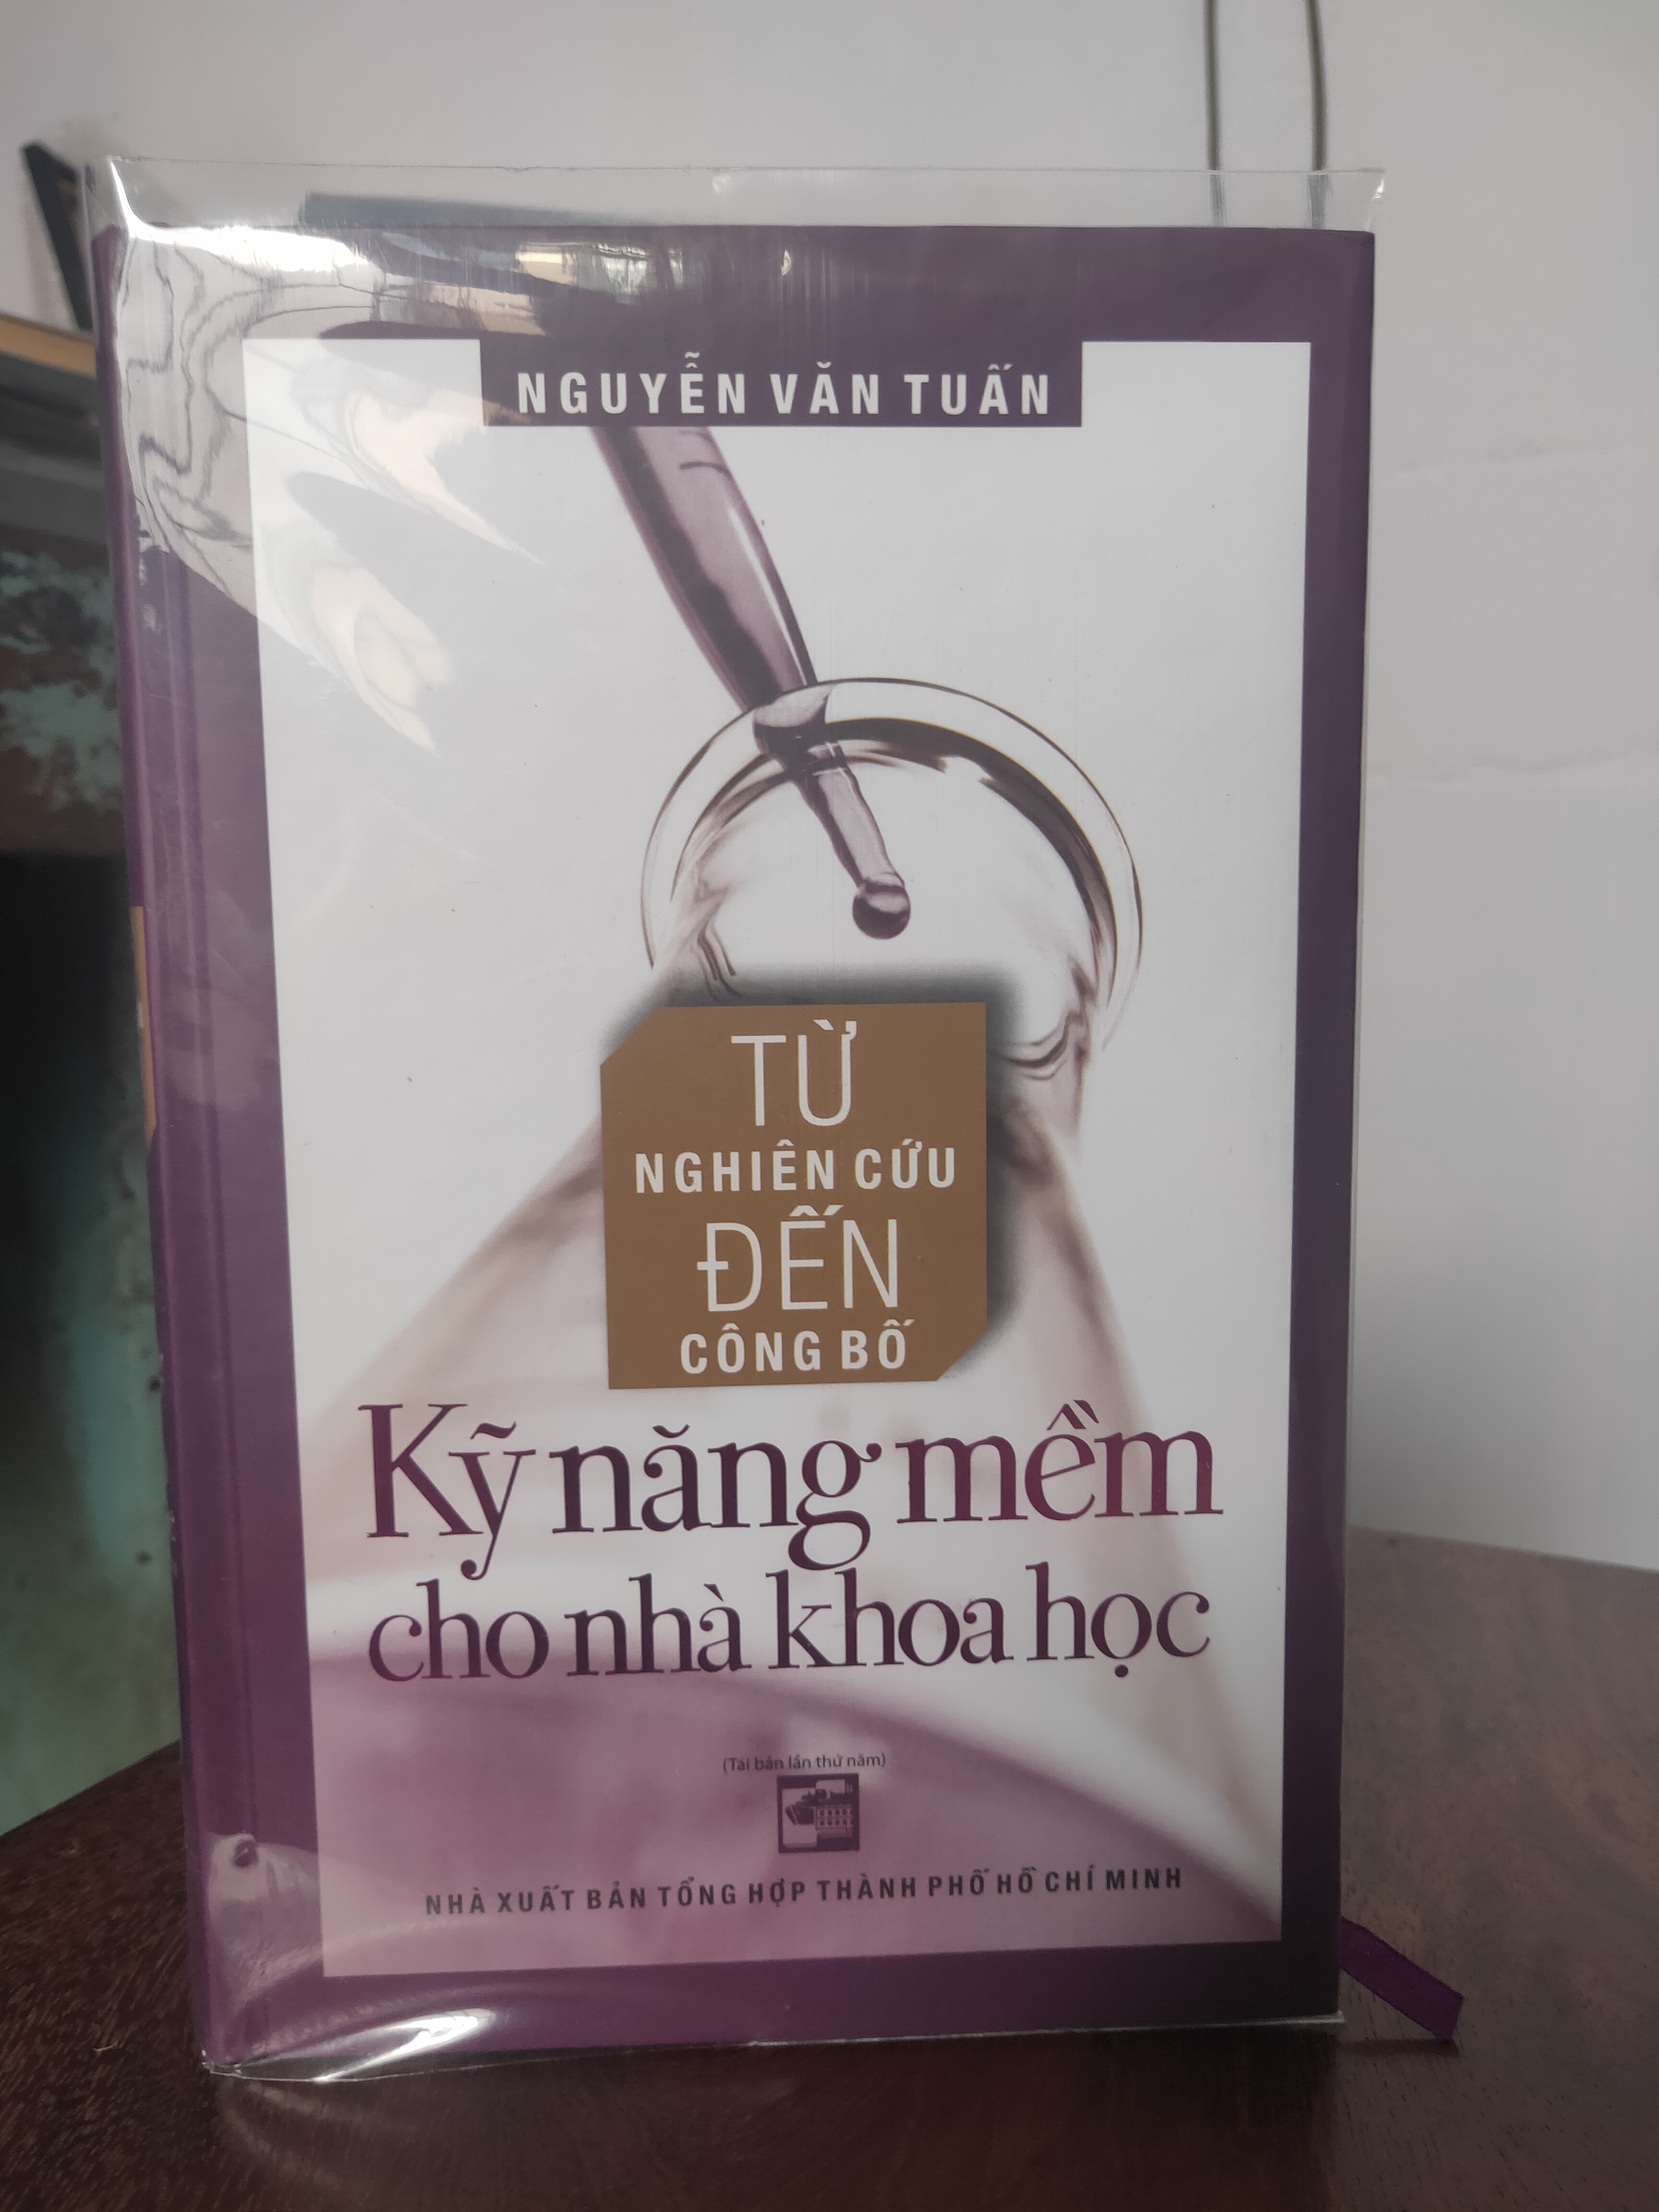 NGUYỄN VĂN TUẤN
TỪ
NGHIÊN CỨU
ĐẾN
CÔNG BỐ
Kỹ năng mềm
cho nhà khoa học
(Tái bản lần thứ năm)
NHÀ XUẤT BẢN TỔNG HỢP THÀNH PHỐ HỒ CHÍ MINH